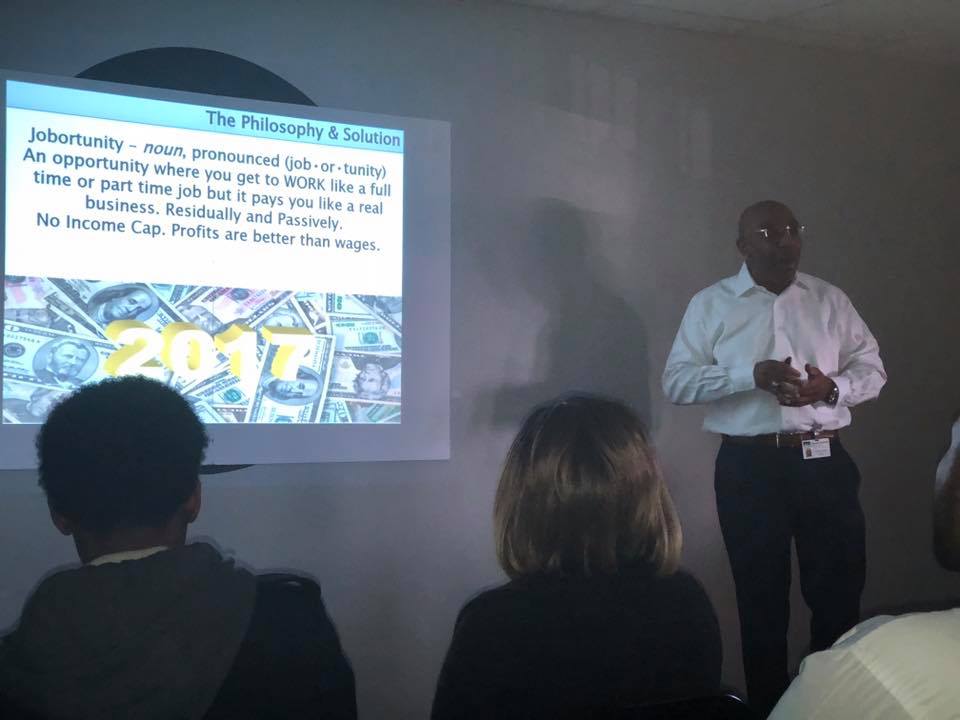 The Philosophy & Solution
Jobortunity – noun, pronounced (job·or·tunity)
An opportunity where you get to WORK like a full
time or part time job but it pays you like a real
business. Residually and Passively.
No Income Cap. Profits are better than wages.
2017